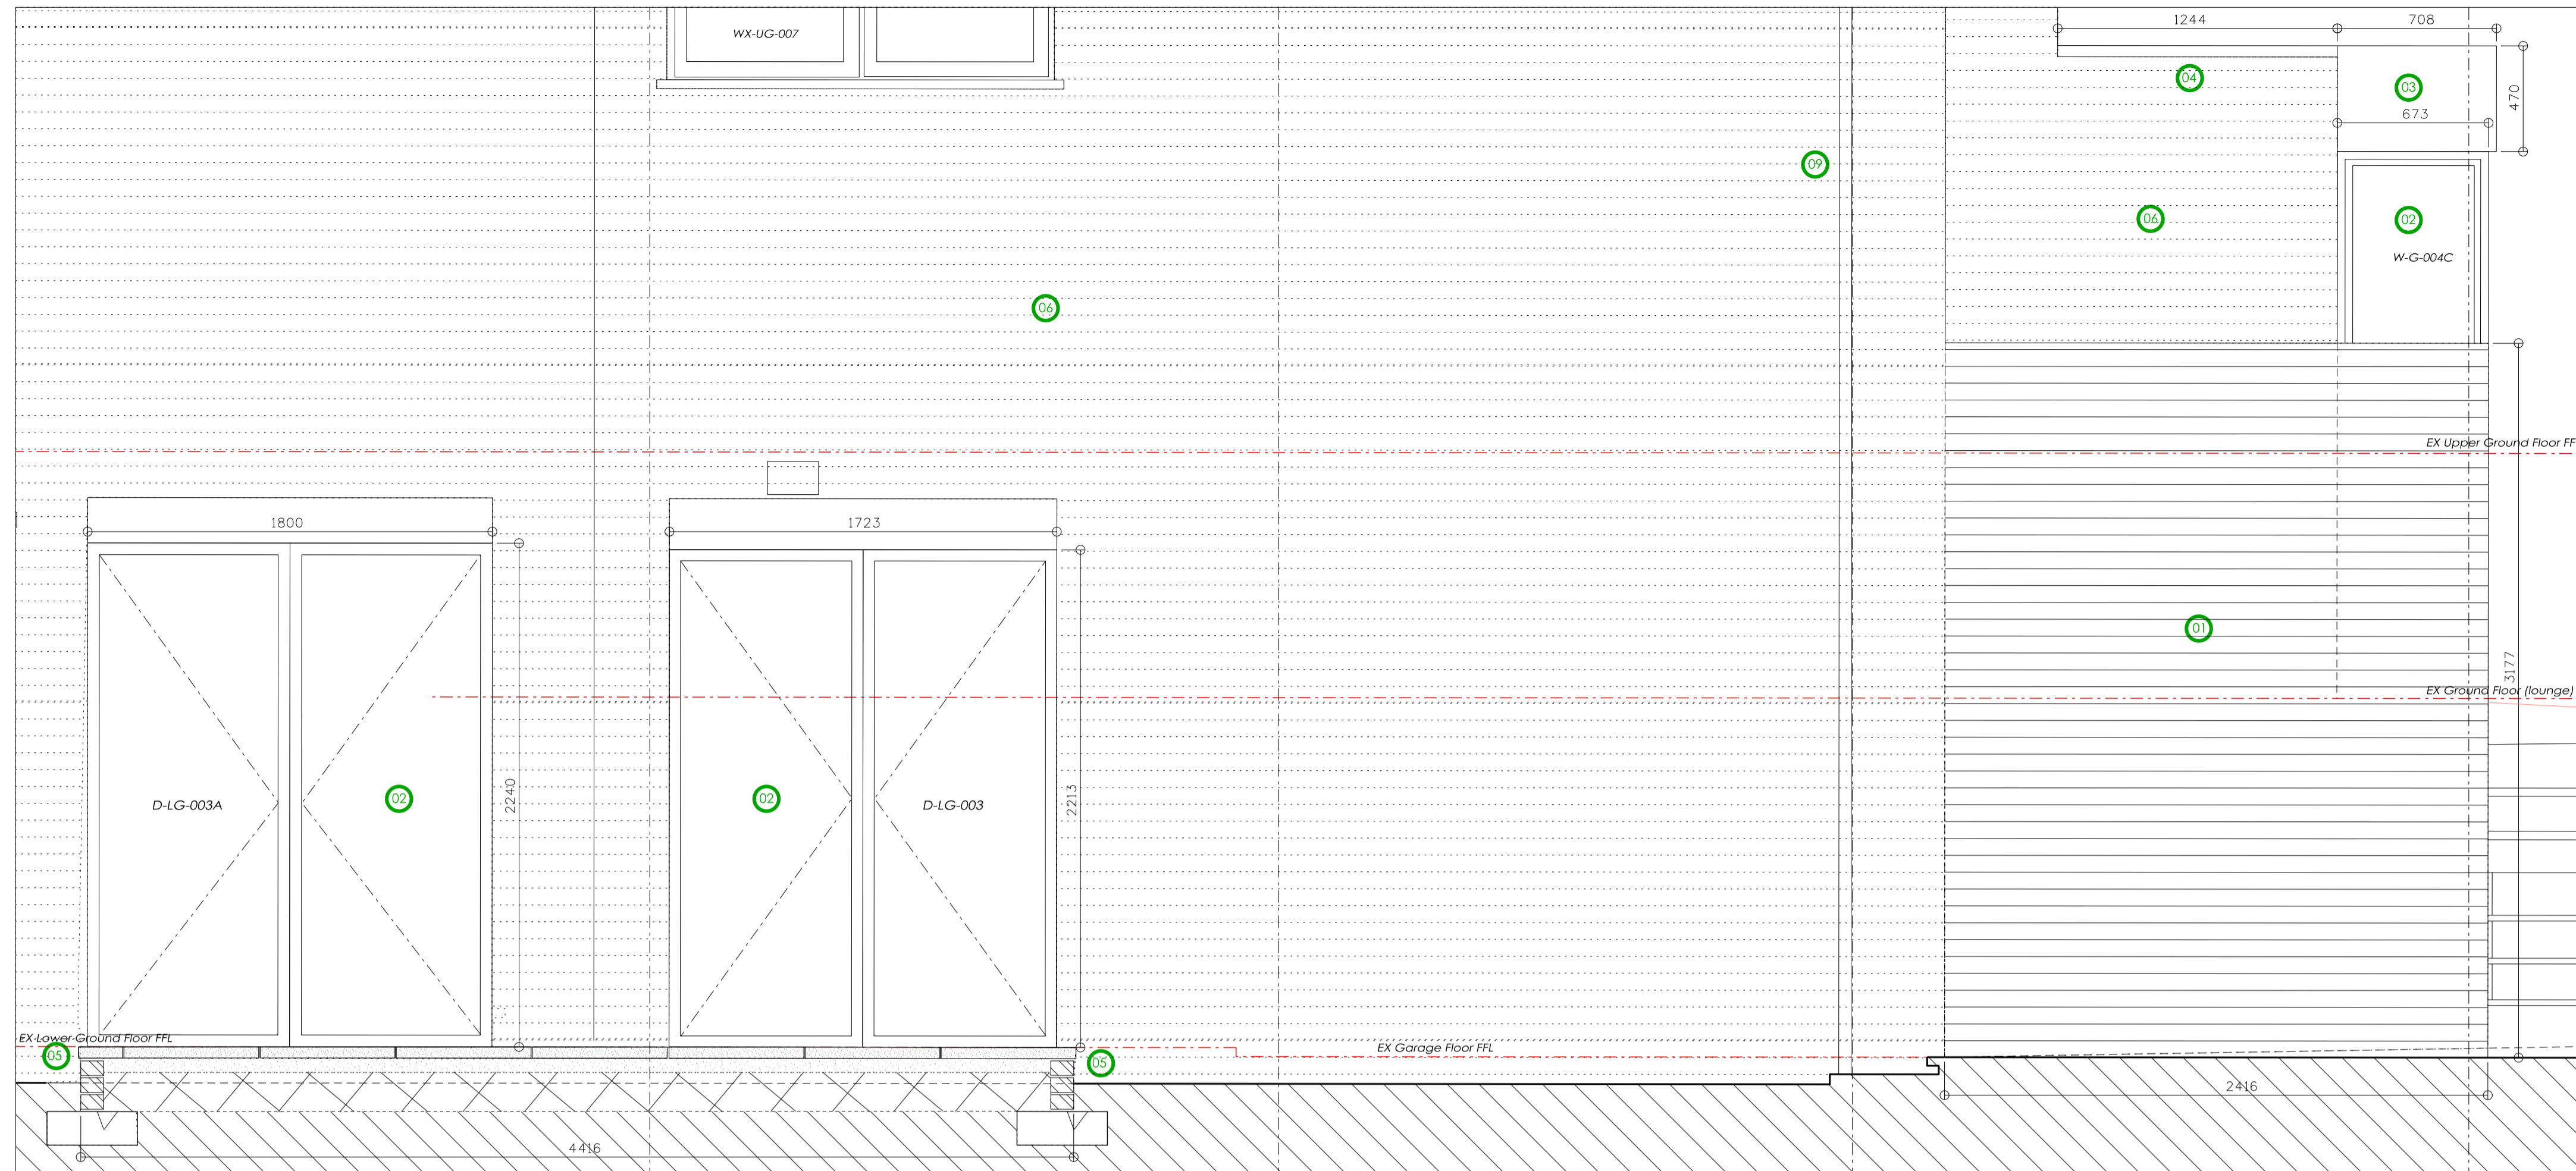 WX-UG-007
1244
708
04
03
470
673
09
06
02
W-G-004C
06
EX Upper Ground Floor FF
1800
1723
01
3177
EX Ground Floor (lounge)
D-LG-003A
02
2240
02
D-LG-003
2213
EX Lower Ground Floor FFL
05
05
EX Garage Floor FFL
2416
4416